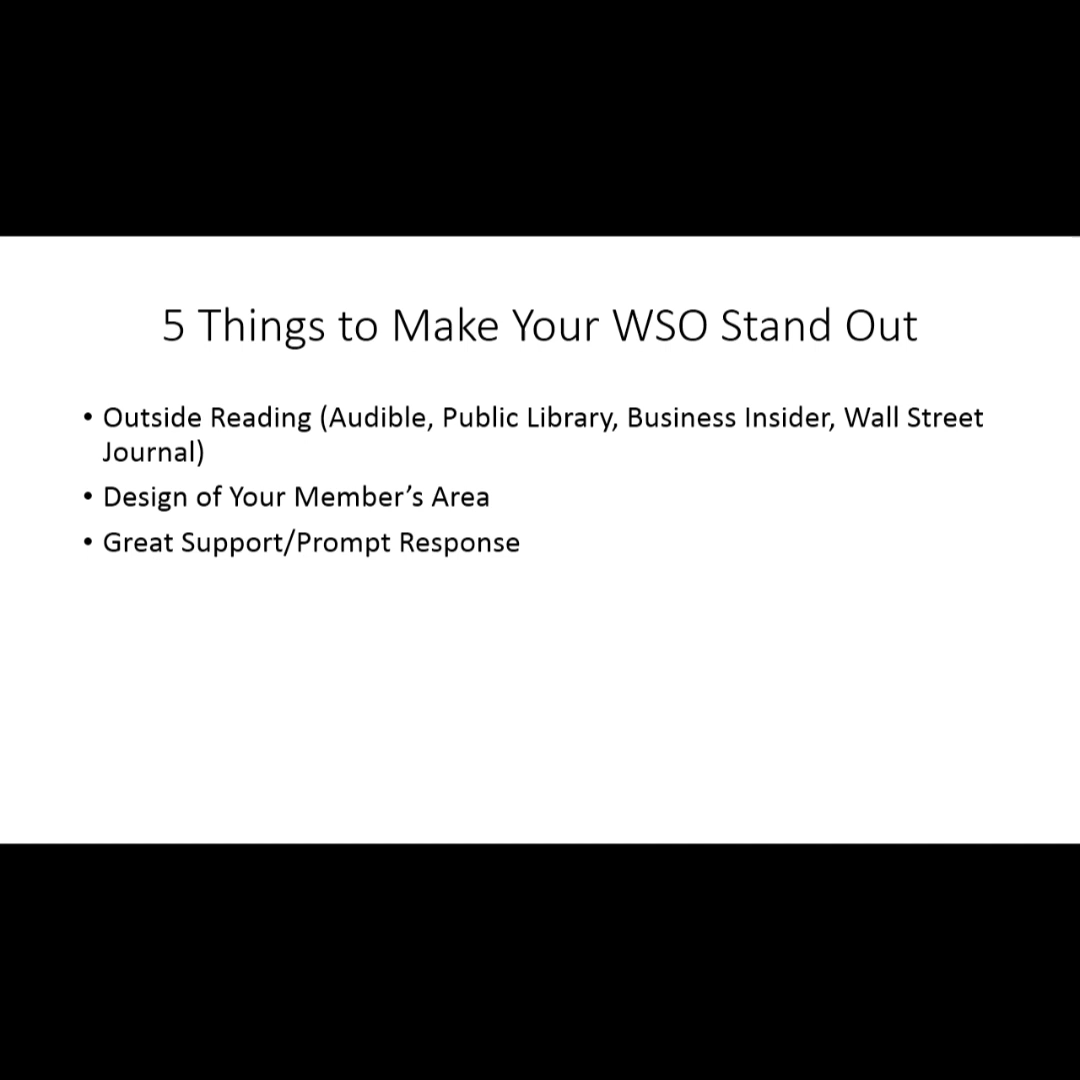 5 Things to Make Your WSO Stand Out
• Outside Reading (Audible, Public Library, Business Insider, Wall Street
Journal)
• Design of Your Member’s Area
• Great Support/Prompt Response